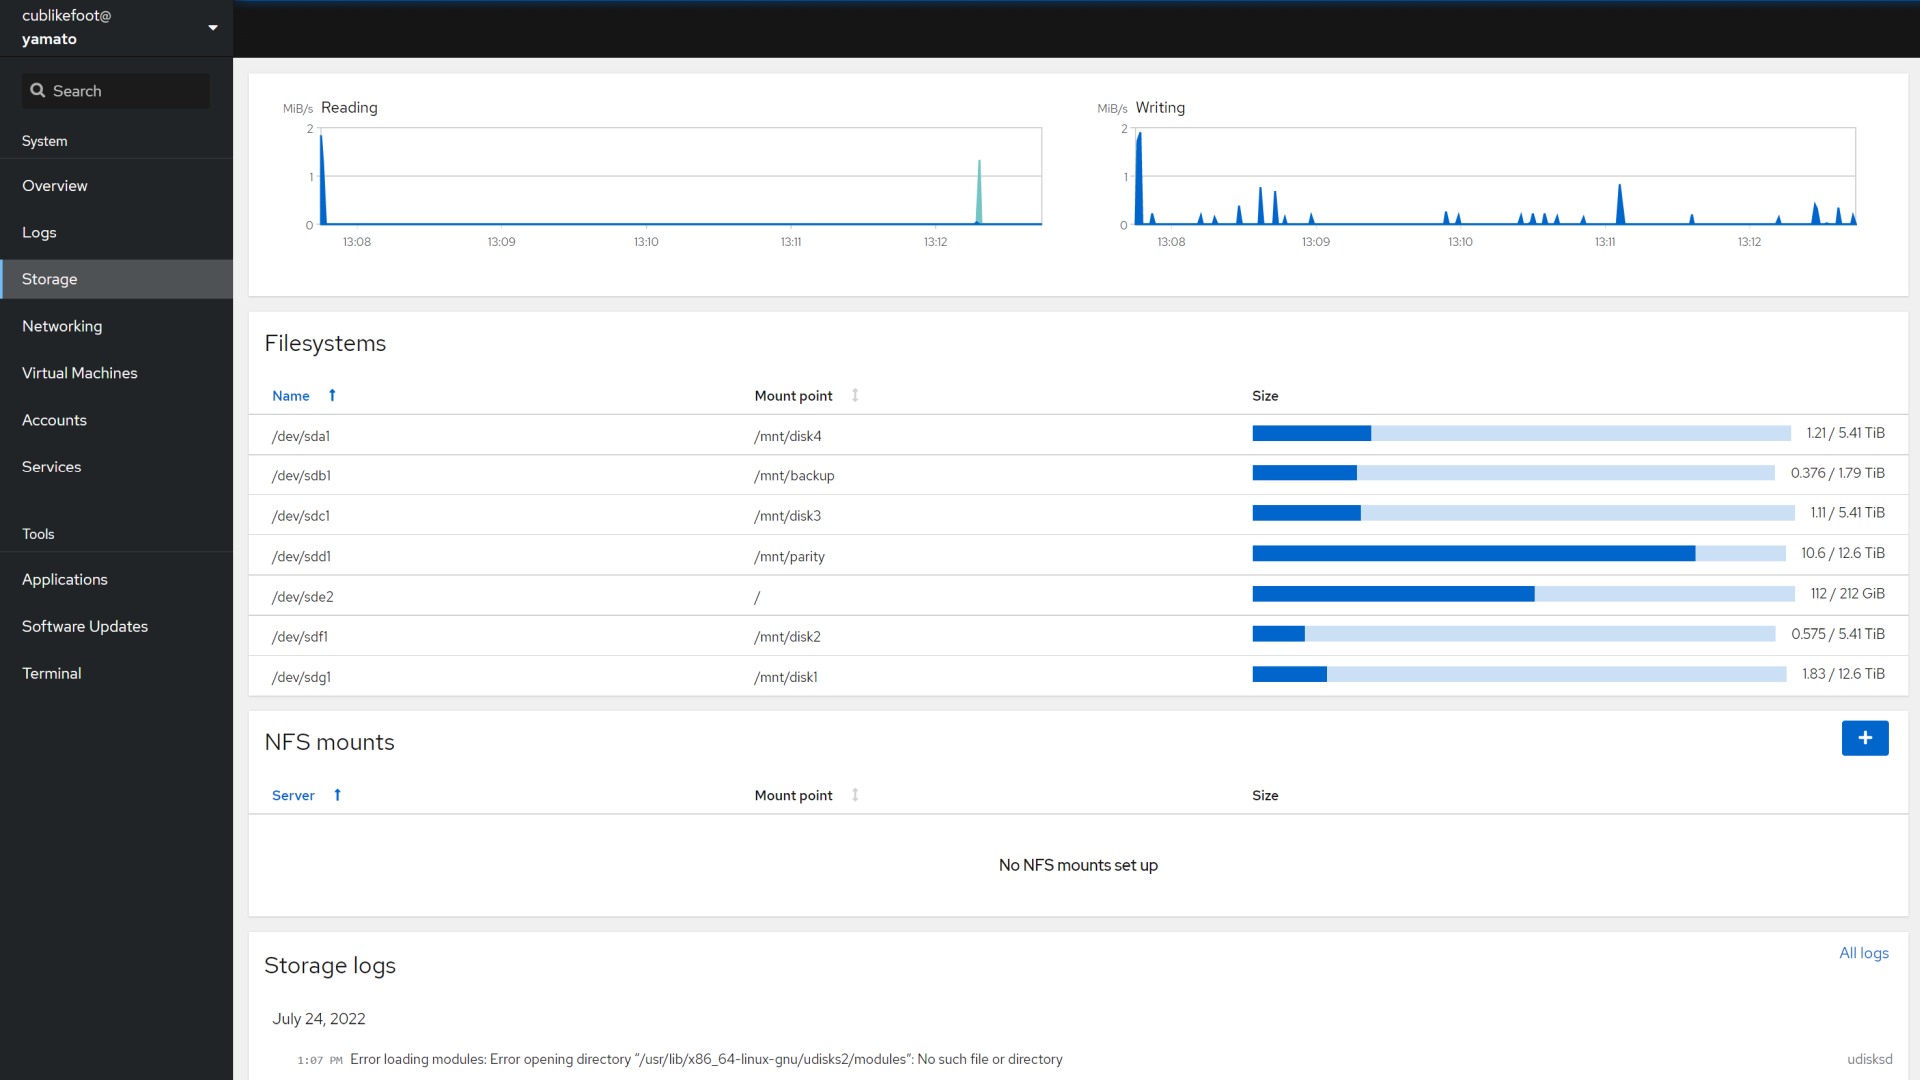 cublikefoot@
yamato
Search
System
Overview
Logs
Storage
Networking
Virtual Machines
Accounts
Services
Tools
Applications
Software Updates
Terminal
MiB/s Reading
2
1
0
13:08 13:09 13:10 13:11 13:12
MiB/s Writing
2
1
0
13:08 13:09 13:10 13:11 13:12
Filesystems
Name Mount point Size
/dev/sda1 /mnt/disk4 1.21 / 5.41 TiB
/dev/sdb1 /mnt/backup 0.376 / 1.79 TiB
/dev/sdc1 /mnt/disk3 1.11 / 5.41 TiB
/dev/sdd1 /mnt/parity 10.6 / 12.6 TiB
/dev/sde2 / 112 / 212 GiB
/dev/sdf1 /mnt/disk2 0.575 / 5.41 TiB
/dev/sdg1 /mnt/disk1 1.83 / 12.6 TiB
NFS mounts
Server Mount point Size
No NFS mounts set up
Storage logs
All logs
July 24, 2022
1:07 PM Error loading modules: Error opening directory “/usr/lib/x86_64-linux-gnu/udisks2/modules”: No such file or directory udisksd